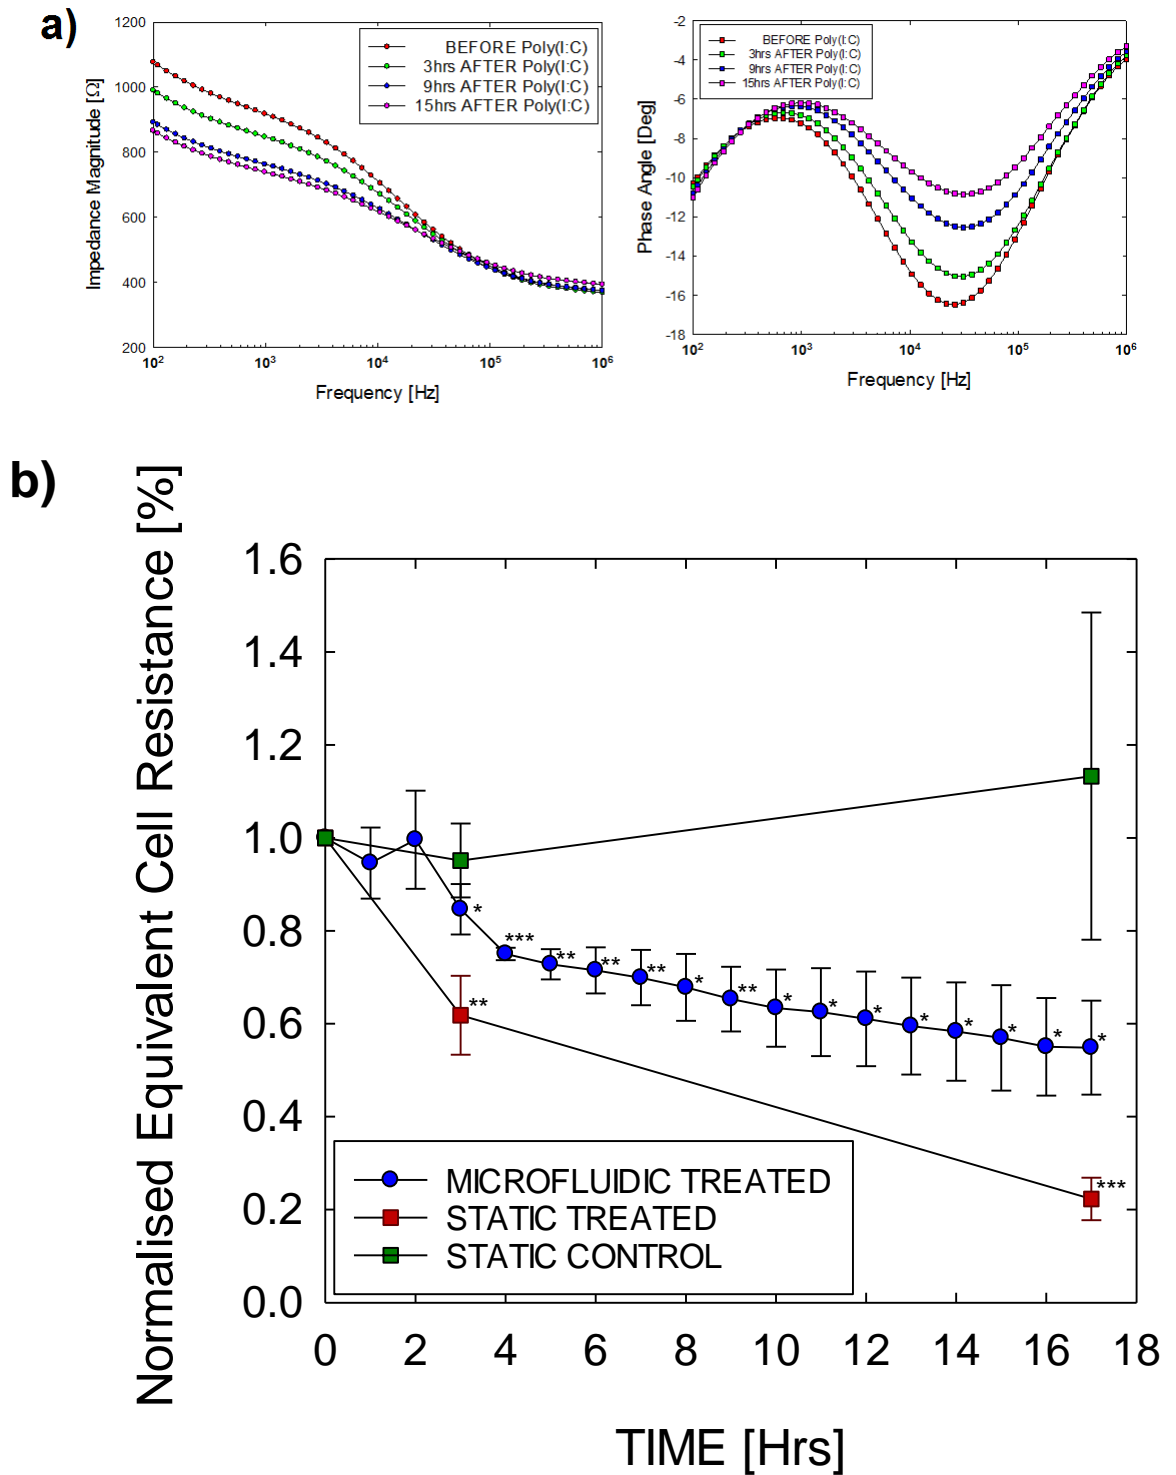 a)
1200
1000
800
600
400
200
Impedance Magnitude [Ω]
BEFORE Poly(I:C)
3hrs AFTER Poly(I:C)
9hrs AFTER Poly(I:C)
15hrs AFTER Poly(I:C)
10² 10³ 10⁴ 10⁵ 10⁶
Frequency [Hz]
-2
-4
-6
-8
-10
-12
-14
-16
-18
Phase Angle [Deg]
BEFORE Poly(I:C)
3hrs AFTER Poly(I:C)
9hrs AFTER Poly(I:C)
15hrs AFTER Poly(I:C)
10² 10³ 10⁴ 10⁵ 10⁶
Frequency [Hz]
b)
Normalised Equivalent Cell Resistance [%]
1.6
1.4
1.2
1.0
0.8
0.6
0.4
0.2
0.0
*
***
**
**
**
*
**
*
*
*
*
*
*
*
*
**
***
MICROFLUIDIC TREATED
STATIC TREATED
STATIC CONTROL
0 2 4 6 8 10 12 14 16 18
TIME [Hrs]